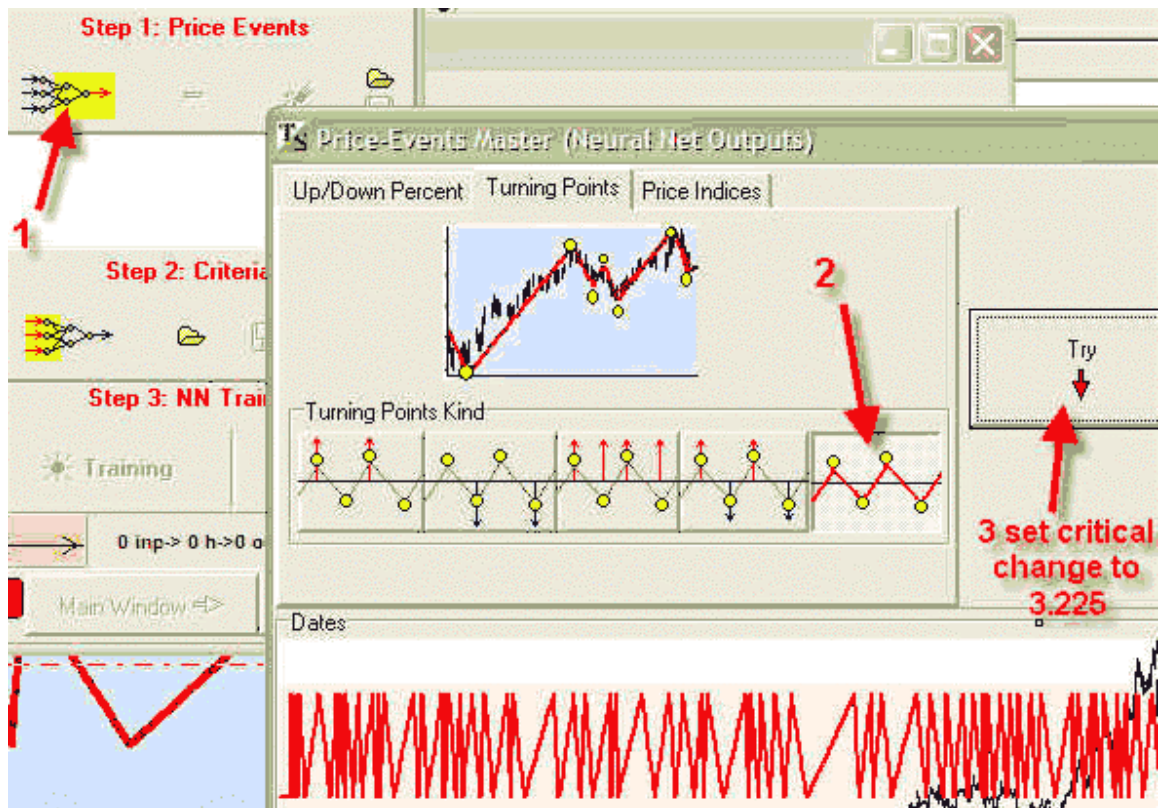 Step 1: Price Events
1
TS Price-Events Master (Neural Net Outputs)
Up/Down Percent
Turning Points
Price Indices
Step 2: Criteria
2
Try
Step 3: NN Trai
Turning Points Kind
Training
3 set critical
change to
3.225
0 inp-> 0 h->0 o
Main Window
Dates